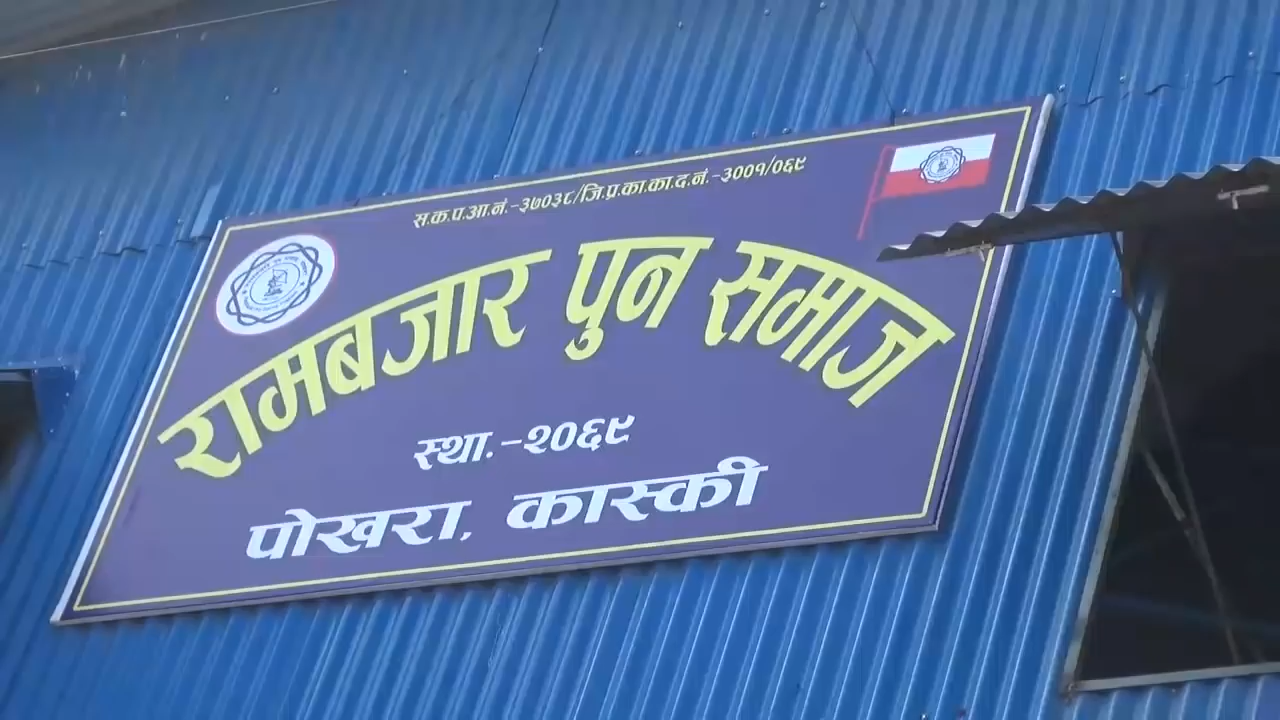 स.क.प.आ.नं.-३७०३८/जि.प्र.का.का.द.नं.-३००१/०६९
रामबजार पुन समाज
स्था.-२०६९
पोखरा, कास्की